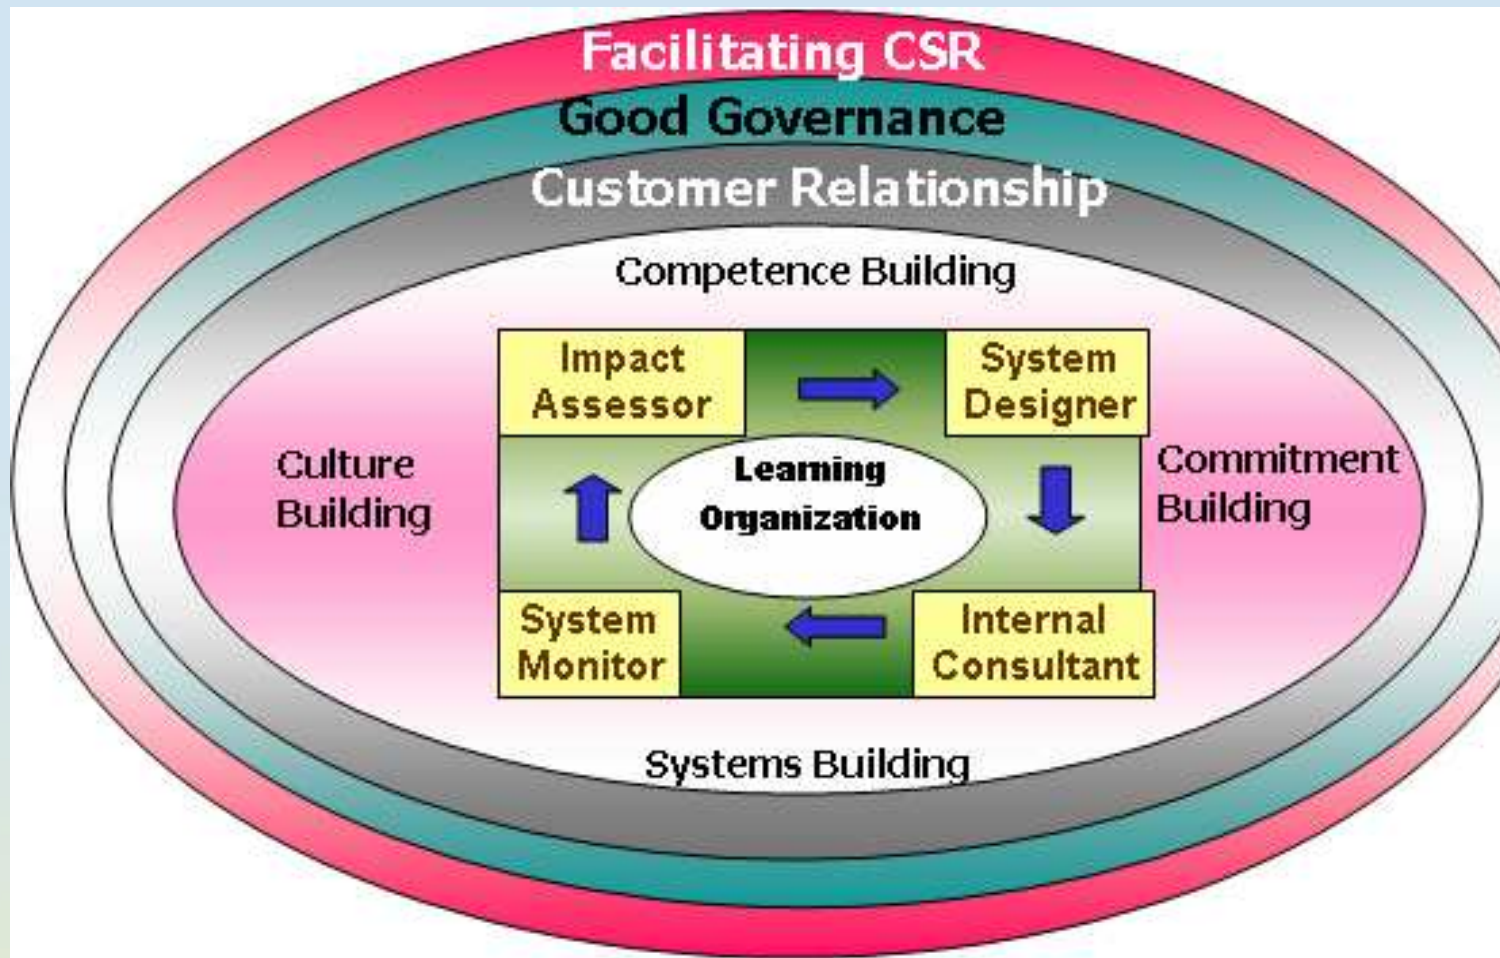 Facilitating CSR
Good Governance
Customer Relationship
Competence Building
Impact
Assessor
System
Designer
Culture
Building
Learning
Organization
Commitment
Building
System
Monitor
Internal
Consultant
Systems Building